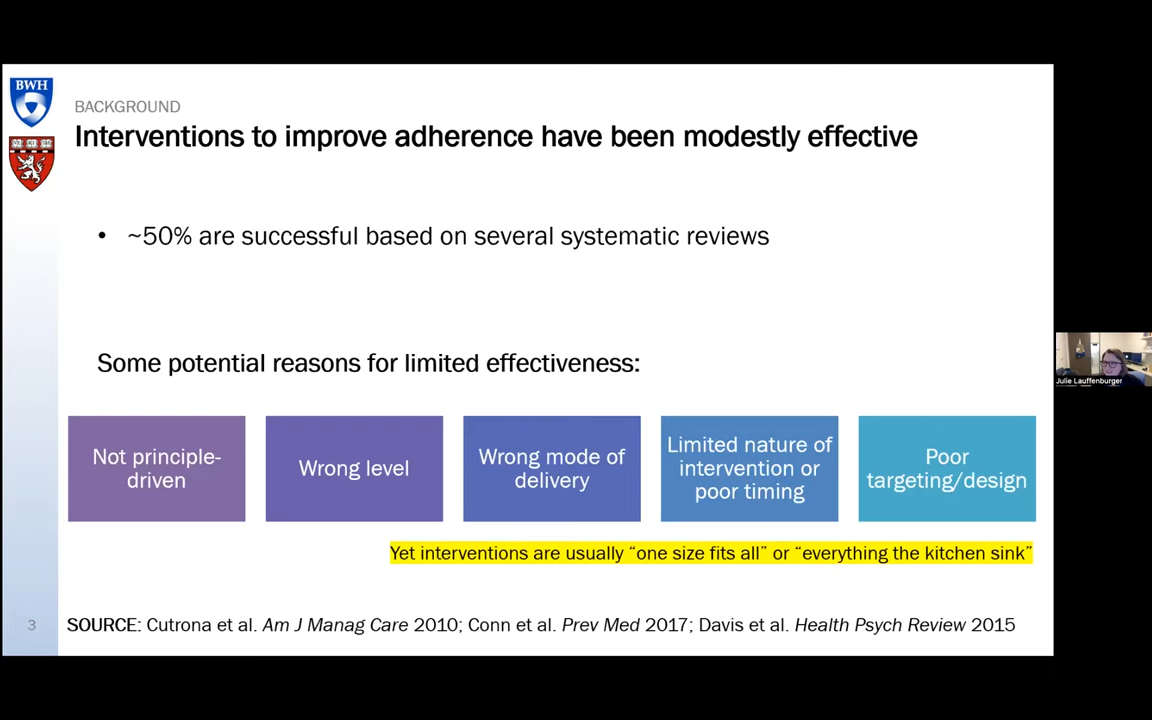 BWH
BACKGROUND
Interventions to improve adherence have been modestly effective
• ~50% are successful based on several systematic reviews
Some potential reasons for limited effectiveness:
Not principle-
driven
Wrong level
Wrong mode of
delivery
Limited nature of
intervention or
poor timing
Poor
targeting/design
Yet interventions are usually “one size fits all” or “everything the kitchen sink”
3
SOURCE: Cutrona et al. Am J Manag Care 2010; Conn et al. Prev Med 2017; Davis et al. Health Psych Review 2015
Julie Lauffenburger